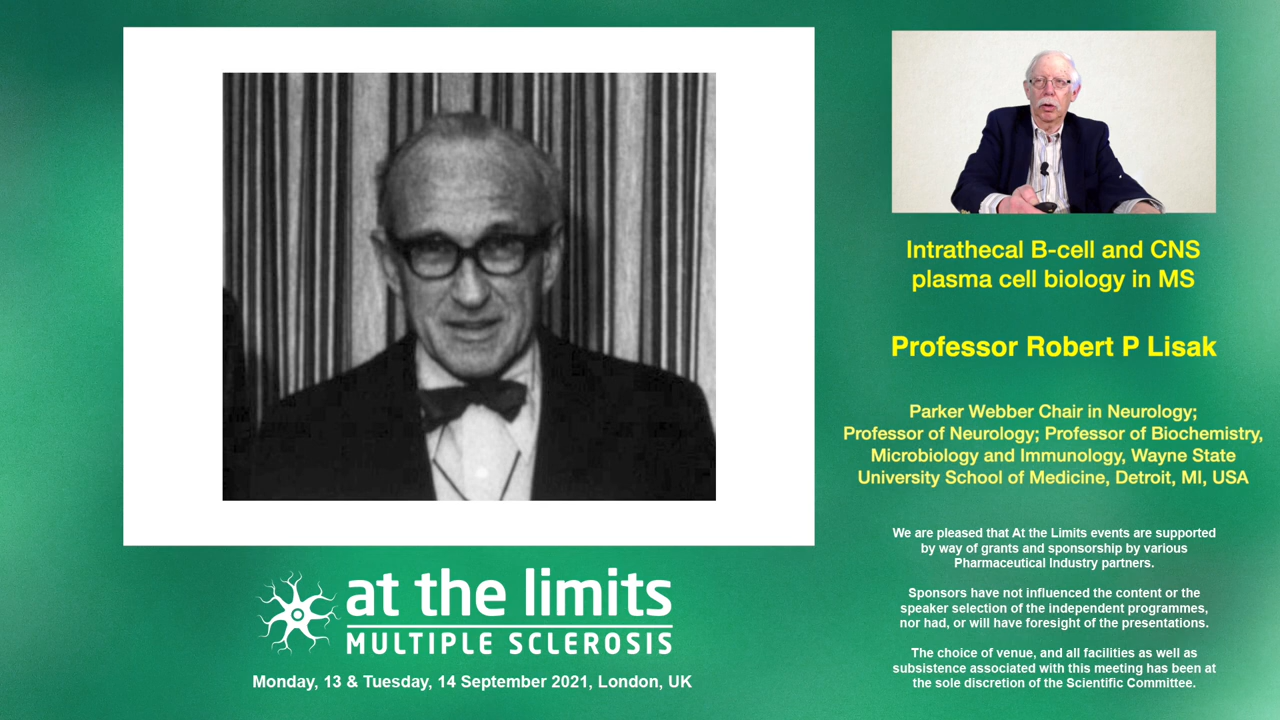 Intrathecal B-cell and CNS
plasma cell biology in MS
Professor Robert P Lisak
Parker Webber Chair in Neurology;
Professor of Neurology; Professor of Biochemistry,
Microbiology and Immunology, Wayne State
University School of Medicine, Detroit, MI, USA
We are pleased that At the Limits events are supported
by way of grants and sponsorship by various
Pharmaceutical Industry partners.
Sponsors have not influenced the content or the
speaker selection of the independent programmes,
nor had, or will have foresight of the presentations.
The choice of venue, and all facilities as well as
subsistence associated with this meeting has been at
the sole discretion of the Scientific Committee.
at the limits
MULTIPLE SCLEROSIS
Monday, 13 & Tuesday, 14 September 2021, London, UK